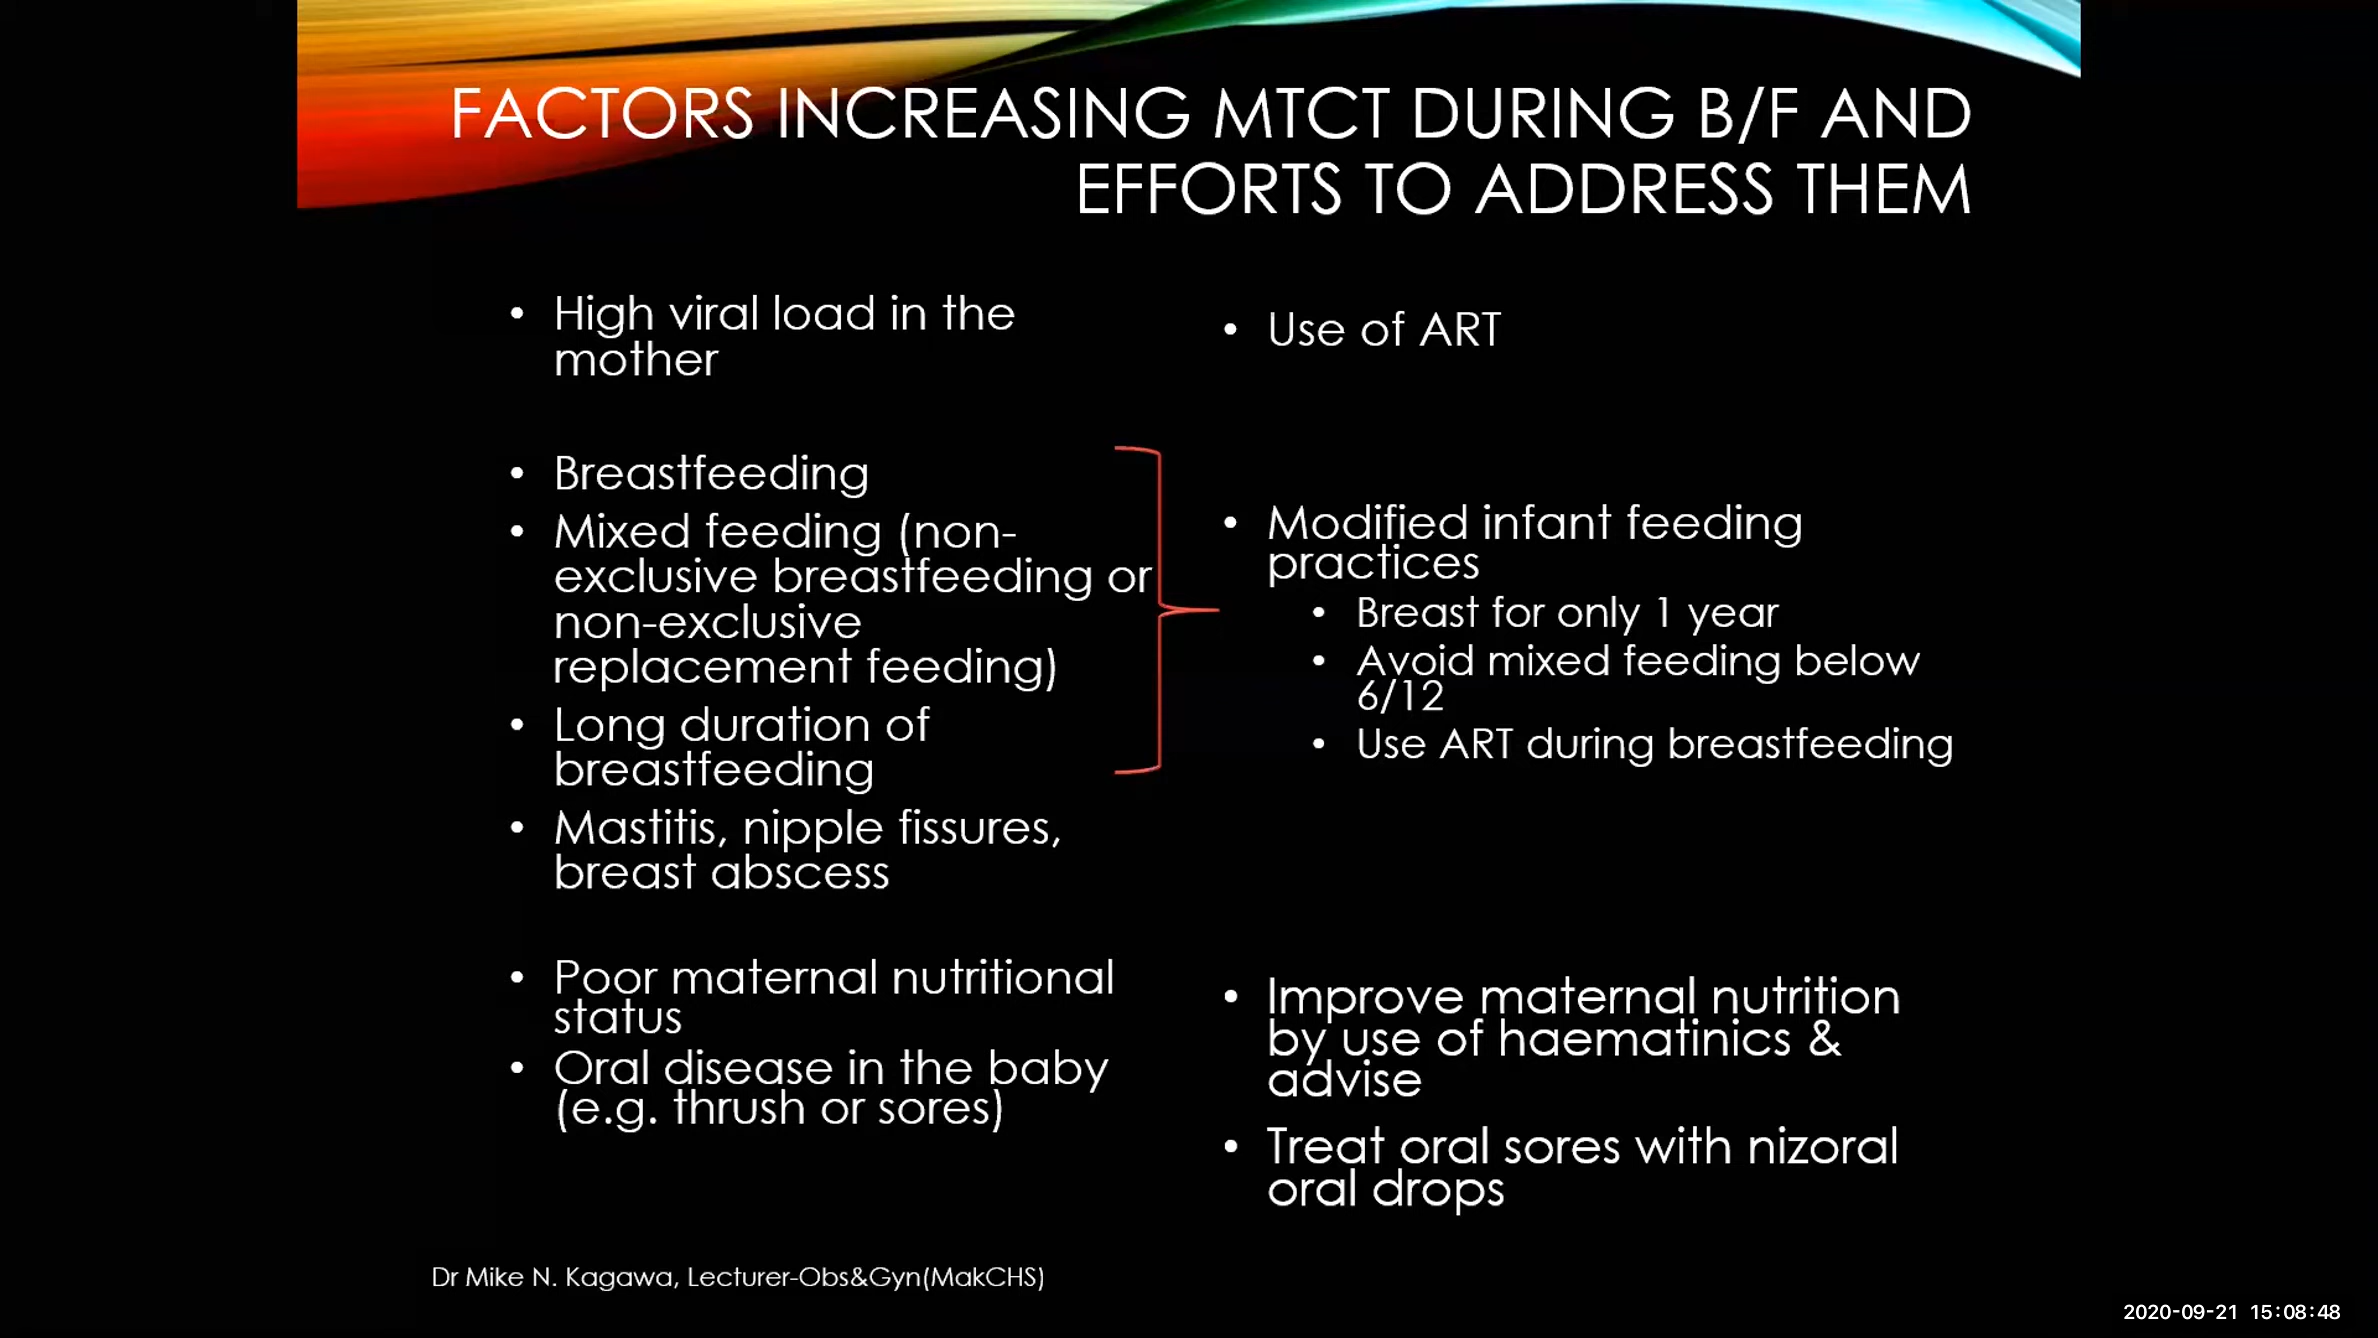 FACTORS INCREASING MTCT DURING B/F AND
EFFORTS TO ADDRESS THEM
• High viral load in the
mother
• Breastfeeding
• Mixed feeding (non-
exclusive breastfeeding or
non-exclusive
replacement feeding)
• Long duration of
breastfeeding
• Mastitis, nipple fissures,
breast abscess
• Poor maternal nutritional
status
• Oral disease in the baby
(e.g. thrush or sores)
• Use of ART
• Modified infant feeding
practices
• Breast for only 1 year
• Avoid mixed feeding below
6/12
• Use ART during breastfeeding
• Improve maternal nutrition
by use of haematinics &
advise
• Treat oral sores with nizoral
oral drops
Dr Mike N. Kagawa, Lecturer-Obs&Gyn(MakCHS)
2020-09-21 15:08:48